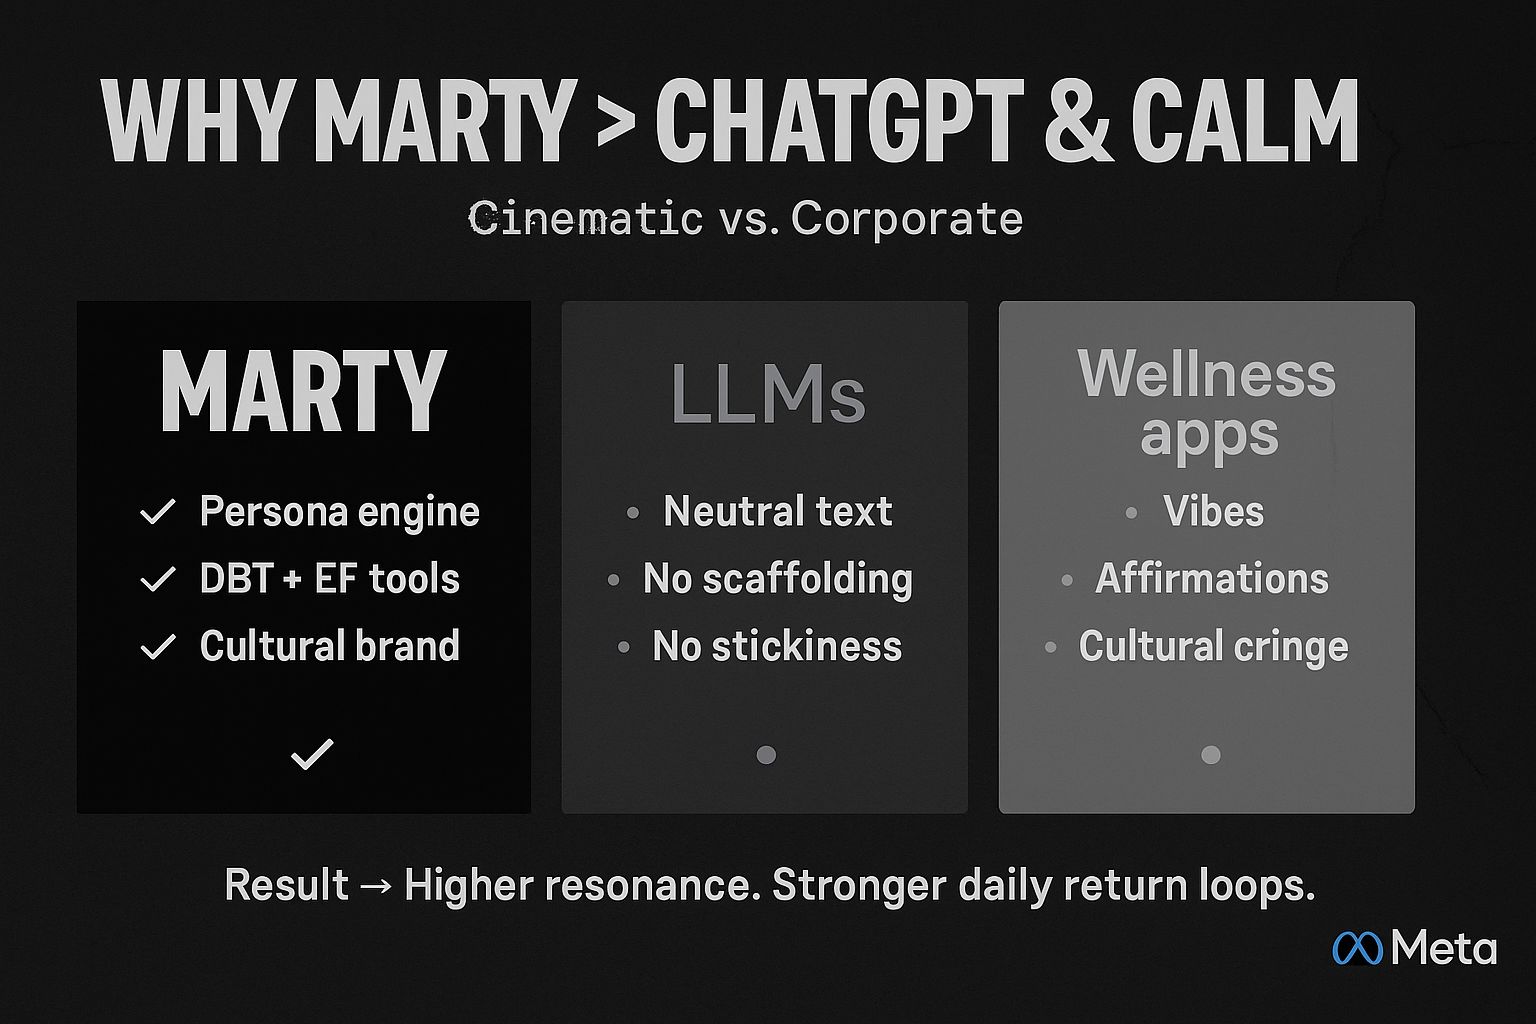 WHY MARTY > CHATGPT & CALM
Cinematic vs. Corporate
MARTY
✓ Persona engine
✓ DBT + EF tools
✓ Cultural brand
✓
LLMs
• Neutral text
• No scaffolding
• No stickiness
•
Wellness
apps
• Vibes
• Affirmations
• Cultural cringe
•
Result → Higher resonance. Stronger daily return loops.
Meta